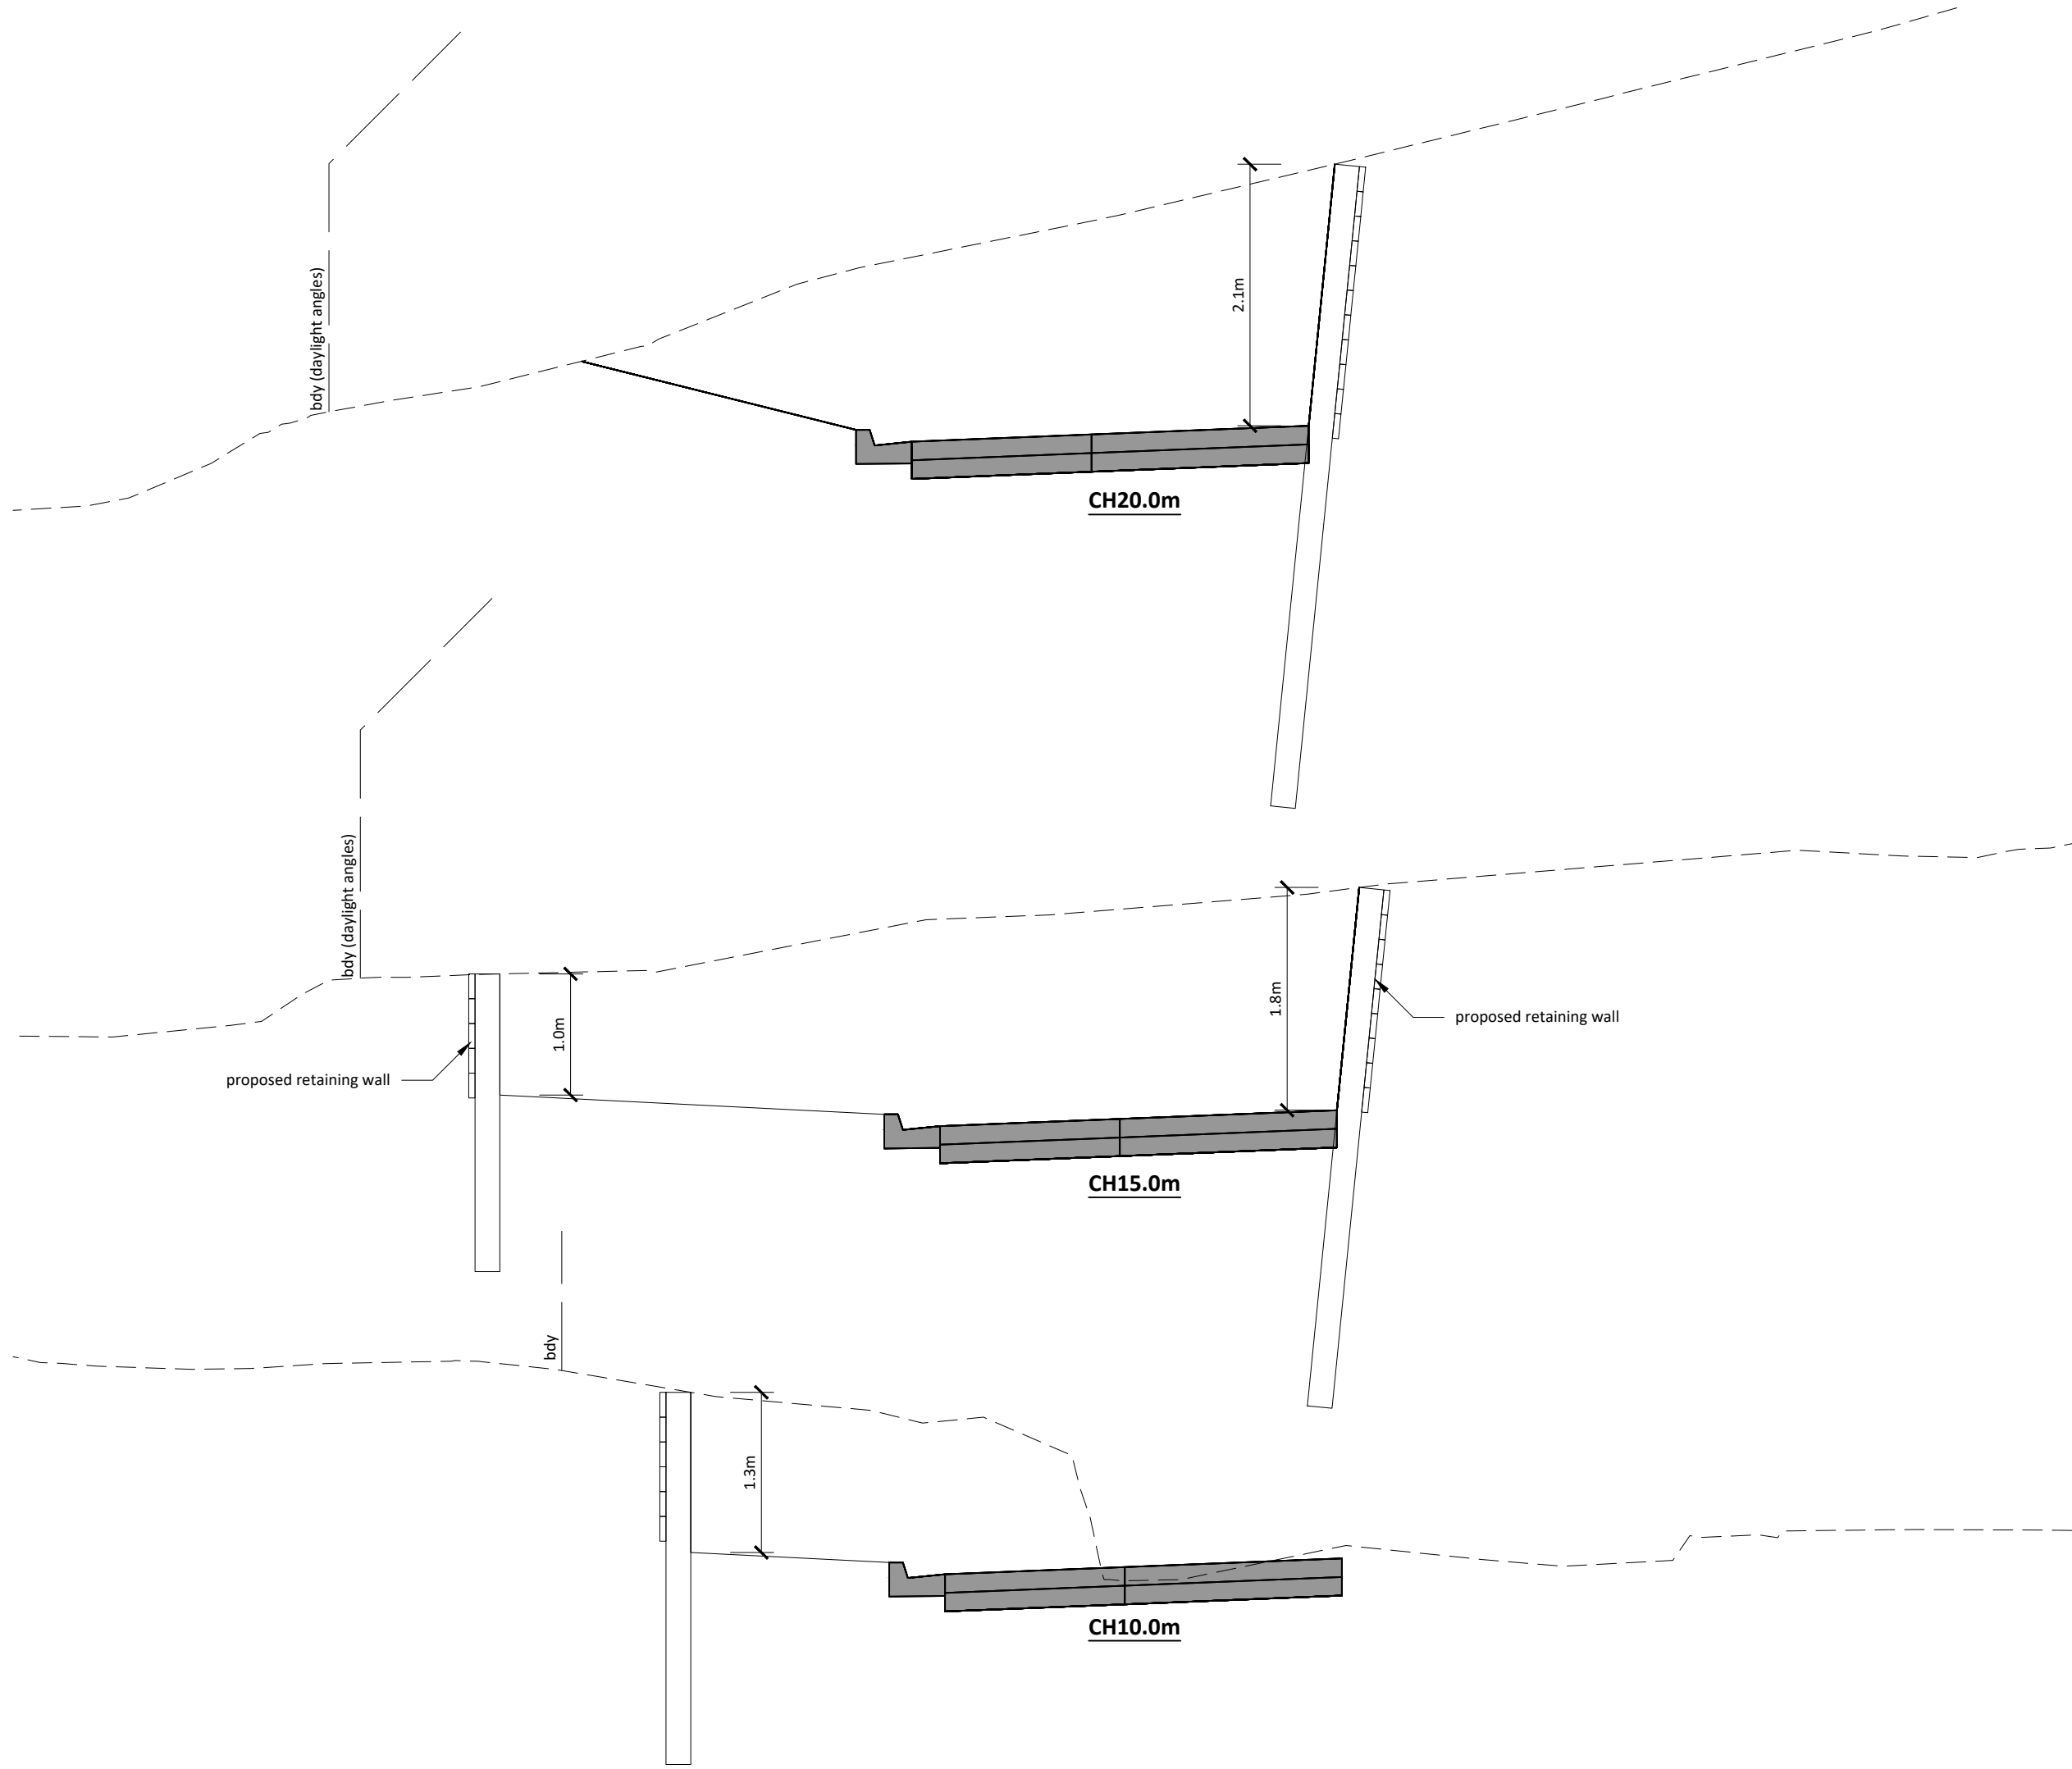 bdy (daylight angles)
2.1m
CH20.0m
bdy (daylight angles)
1.0m
1.8m
proposed retaining wall
proposed retaining wall
CH15.0m
bdy
1.3m
CH10.0m